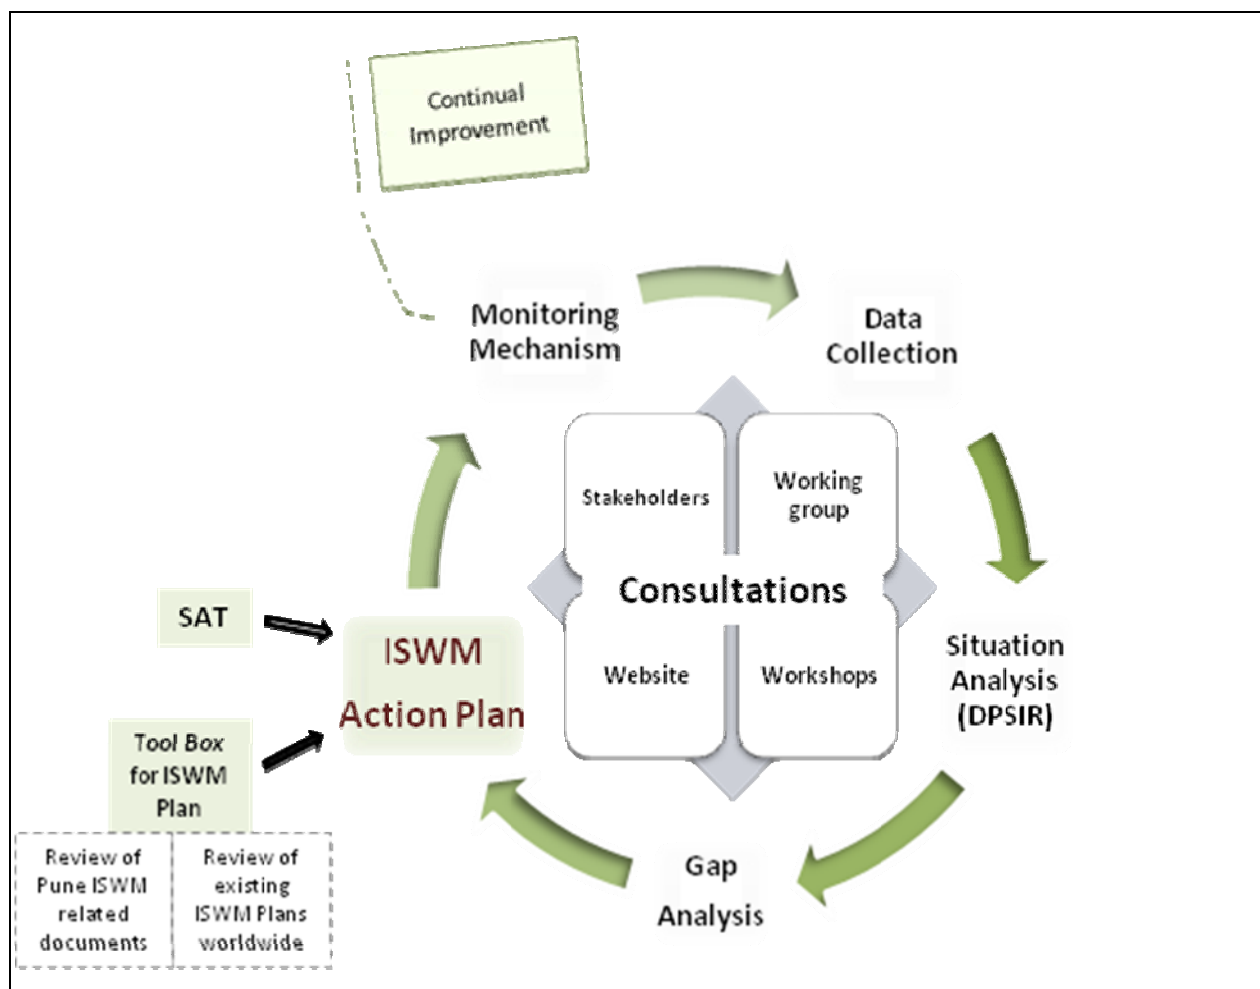 Continual
Improvement
Monitoring
Mechanism
Data
Collection
Stakeholders
Working
group
Consultations
Website
Workshops
SAT
ISWM
Action Plan
Situation
Analysis
(DPSIR)
Tool Box
for ISWM
Plan
Review of
Pune ISWM
related
documents
Review of
existing
ISWM Plans
worldwide
Gap
Analysis